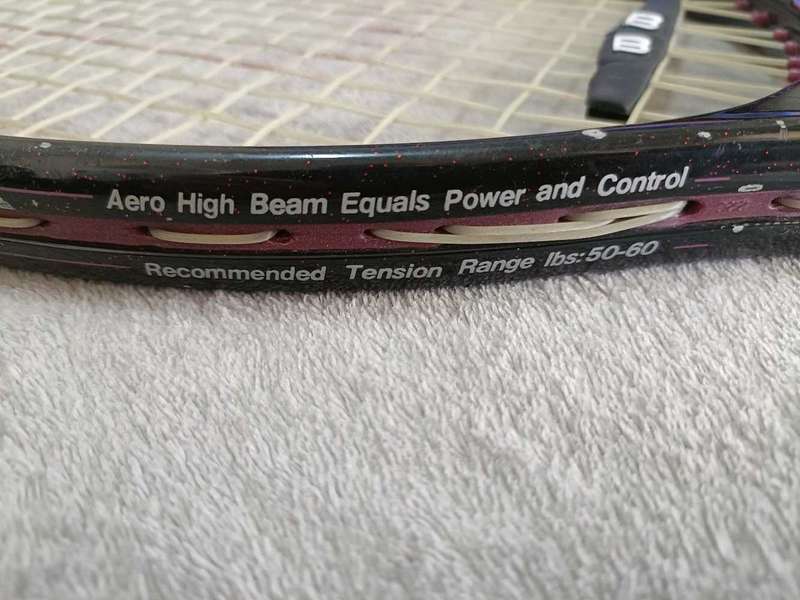 Aero High Beam Equals Power and Control
Recommended Tension Range lbs:50-60